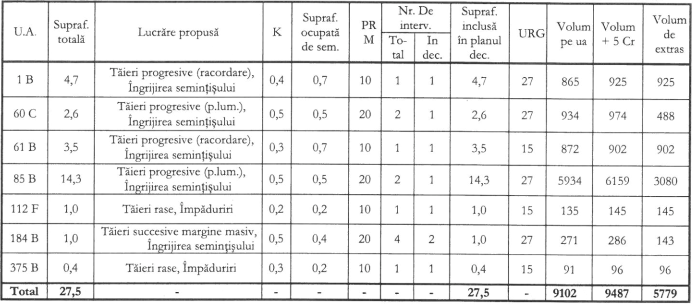 U.A. Supraf. totală Lucrăre propusă K Supraf. ocupată de sem. PR M Nr. De interv. To- tal In dec. Supraf. inclusă în planul dec. URG Volum pe ua Volum + 5 Cr Volum de extras
1 B 4,7 Tăieri progresive (racordare), Îngrijirea semințișului 0,4 0,7 10 1 1 4,7 27 865 925 925
60 C 2,6 Tăieri progresive (p.lum.), Îngrijirea semințișului 0,5 0,5 20 2 1 2,6 27 934 974 488
61 B 3,5 Tăieri progresive (racordare), Îngrijirea semințișului 0,3 0,7 10 1 1 3,5 15 872 902 902
85 B 14,3 Tăieri progresive (p.lum.), Îngrijirea semințișului 0,5 0,5 20 2 1 14,3 27 5934 6159 3080
112 F 1,0 Tăieri rase, Împăduriri 0,2 0,2 10 1 1 1,0 15 135 145 145
184 B 1,0 Tăieri succesive margine masiv, Îngrijirea semințișului 0,5 0,4 20 4 2 1,0 27 271 286 143
375 B 0,4 Tăieri rase, Împăduriri 0,3 0,2 10 1 1 0,4 15 91 96 96
Total 27,5 - - - - - - 27,5 - 9102 9487 5779